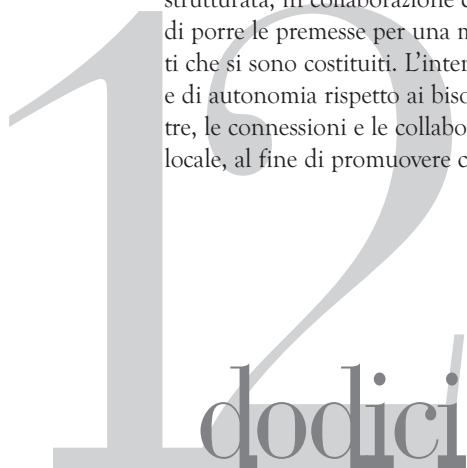 strutturata, in collaborazione
di porre le premesse per una
ti che si sono costituiti. L'inter
e di autonomia rispetto ai biso
tre, le connessioni e le collabo
locale, al fine di promuovere
12
dodici